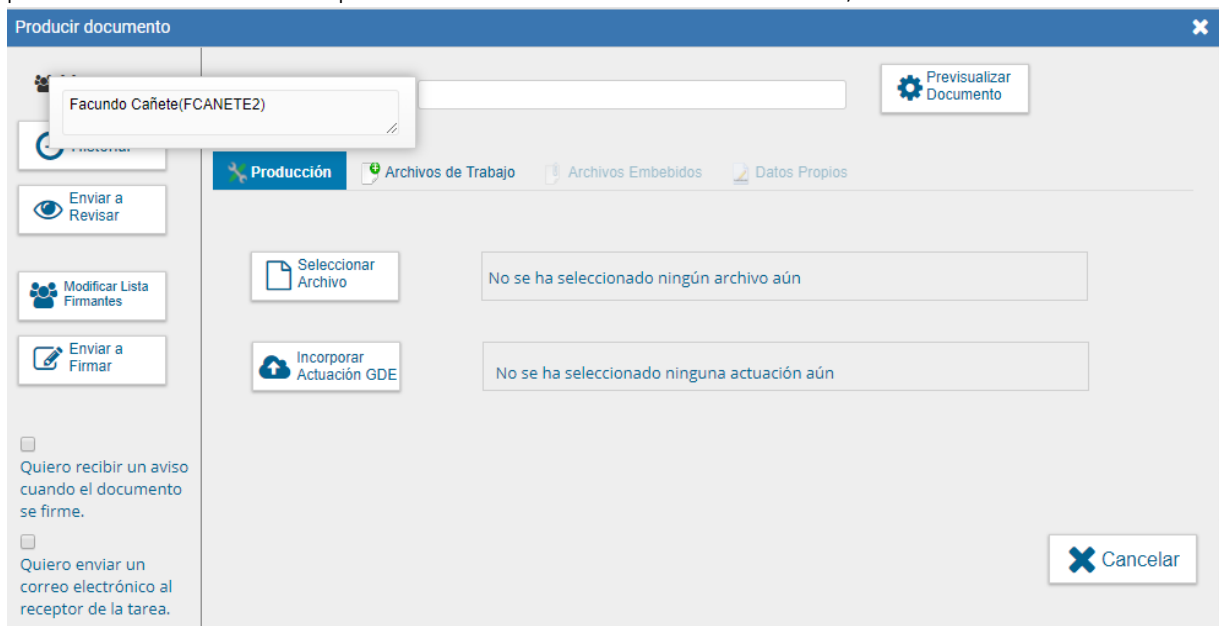 Producir documento
Previsualizar
Documento
Facundo Cañete(FCANETE2)
Historial
Producción
Archivos de Trabajo
Archivos Embebidos
Datos Propios
Enviar a
Revisar
Seleccionar
Archivo
No se ha seleccionado ningún archivo aún
Modificar Lista
Firmantes
Enviar a
Firmar
Incorporar
Actuación GDE
No se ha seleccionado ninguna actuación aún
Quiero recibir un aviso
cuando el documento
se firme.
Quiero enviar un
correo electrónico al
receptor de la tarea.
Cancelar